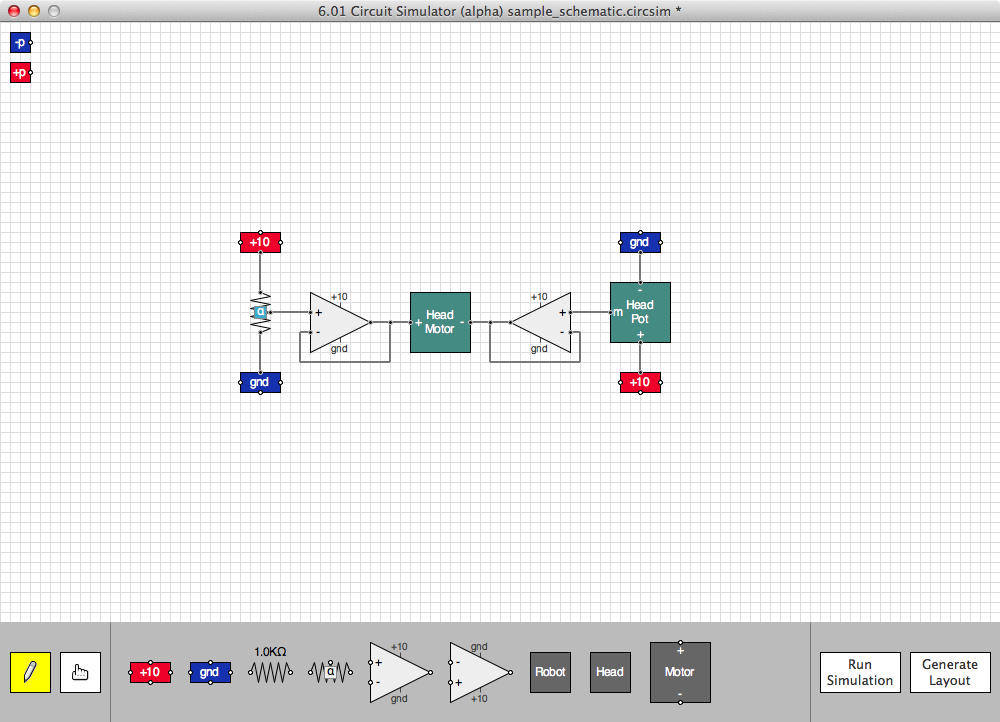 6.01 Circuit Simulator (alpha) sample_schematic.circsim *
-p
+p
+10
gnd
α
+
-
+10
gnd
+
Head
Motor
-
+10
gnd
+
-
-
m
Head
Pot
+
gnd
+10
+10
gnd
1.0KΩ
α
+10
+
-
gnd
gnd
-
+
+10
Robot
Head
+
Motor
-
Run
Simulation
Generate
Layout